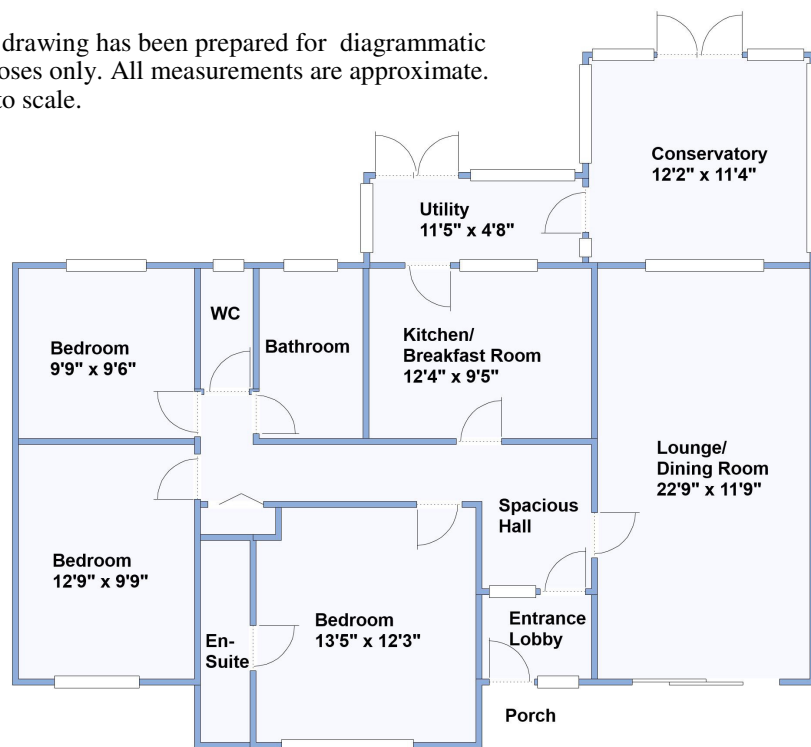 drawing has been prepared for diagrammatic
oses only. All measurements are approximate.
to scale.
Conservatory
12'2" x 11'4"
Utility
11'5" x 4'8"
WC
Bathroom
Kitchen/
Breakfast Room
12'4" x 9'5"
Bedroom
9'9" x 9'6"
Lounge/
Dining Room
22'9" x 11'9"
Spacious
Hall
Bedroom
12'9" x 9'9"
En-
Suite
Bedroom
13'5" x 12'3"
Entrance
Lobby
Porch